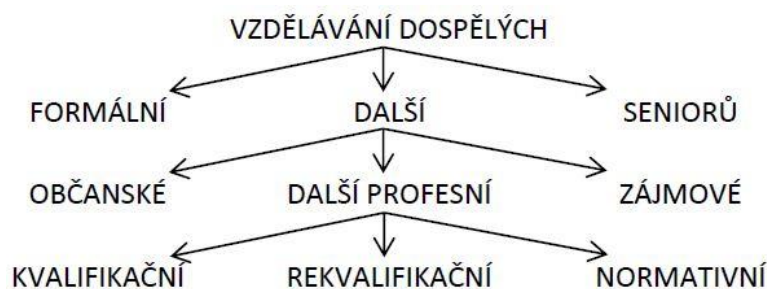 VZDĚLÁVÁNÍ DOSPĚLÝCH
FORMÁLNÍ DALŠÍ SENIORŮ
OBČANSKÉ DALŠÍ PROFESNÍ ZÁJMOVÉ
KVALIFIKAČNÍ REKVALIFIKAČNÍ NORMATIVNÍ